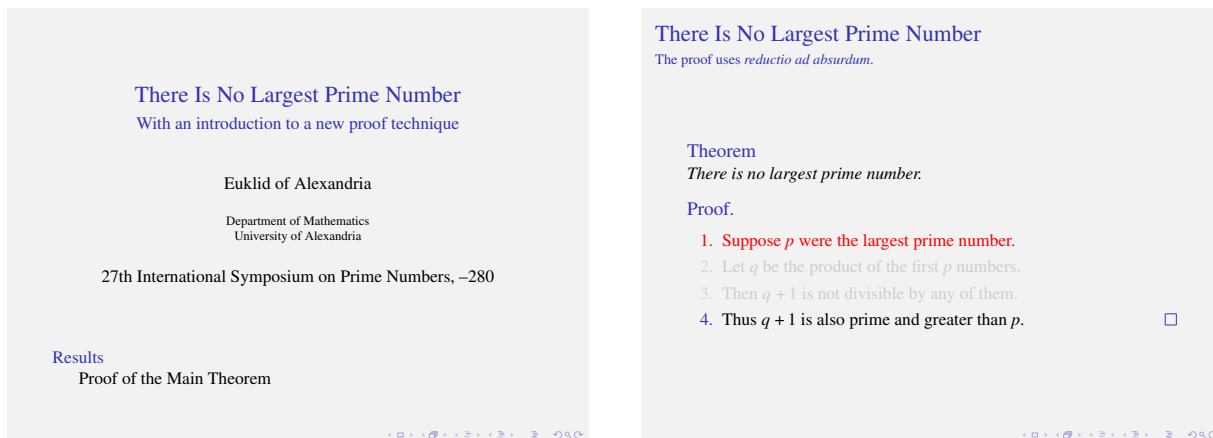 There Is No Largest Prime Number
With an introduction to a new proof technique
Euklid of Alexandria
Department of Mathematics
University of Alexandria
27th International Symposium on Prime Numbers, –280
Results
Proof of the Main Theorem
There Is No Largest Prime Number
The proof uses reductio ad absurdum.
Theorem
There is no largest prime number.
Proof.
1. Suppose p were the largest prime number.
2. Let q be the product of the first p numbers.
3. Then q + 1 is not divisible by any of them.
4. Thus q + 1 is also prime and greater than p. □